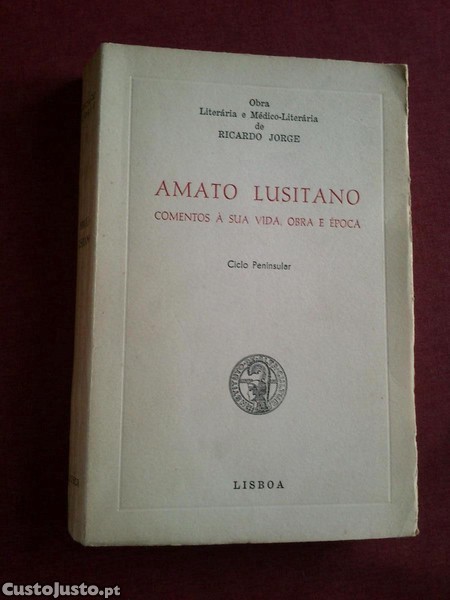 Obra
Literária e Médico-Literária
de
RICARDO JORGE
AMATO LUSITANO
COMENTOS À SUA VIDA, OBRA E ÉPOCA
Ciclo Peninsular
LISBOA
CustoJusto.pt